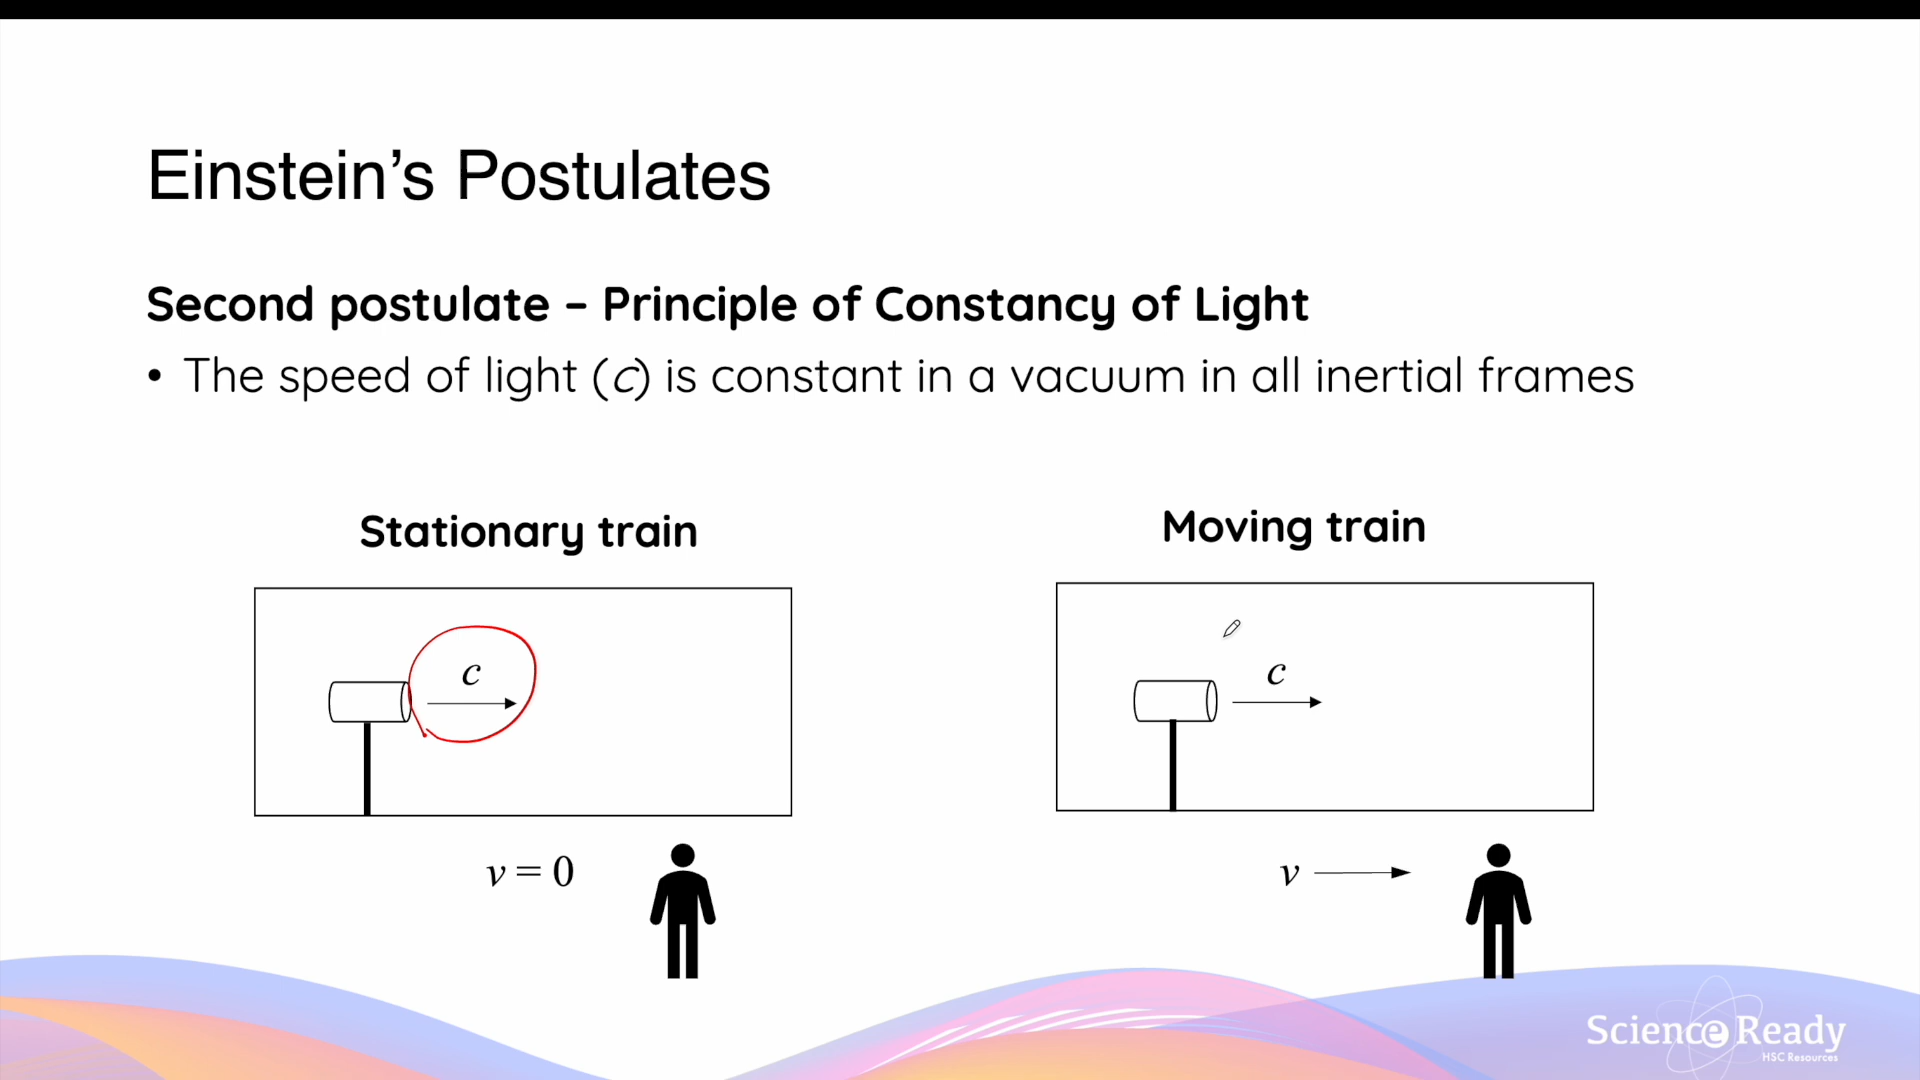 Einstein’s Postulates
Second postulate – Principle of Constancy of Light
• The speed of light (c) is constant in a vacuum in all inertial frames
Stationary train
Moving train
c
c
v = 0
v
Science Ready
HSC Resources